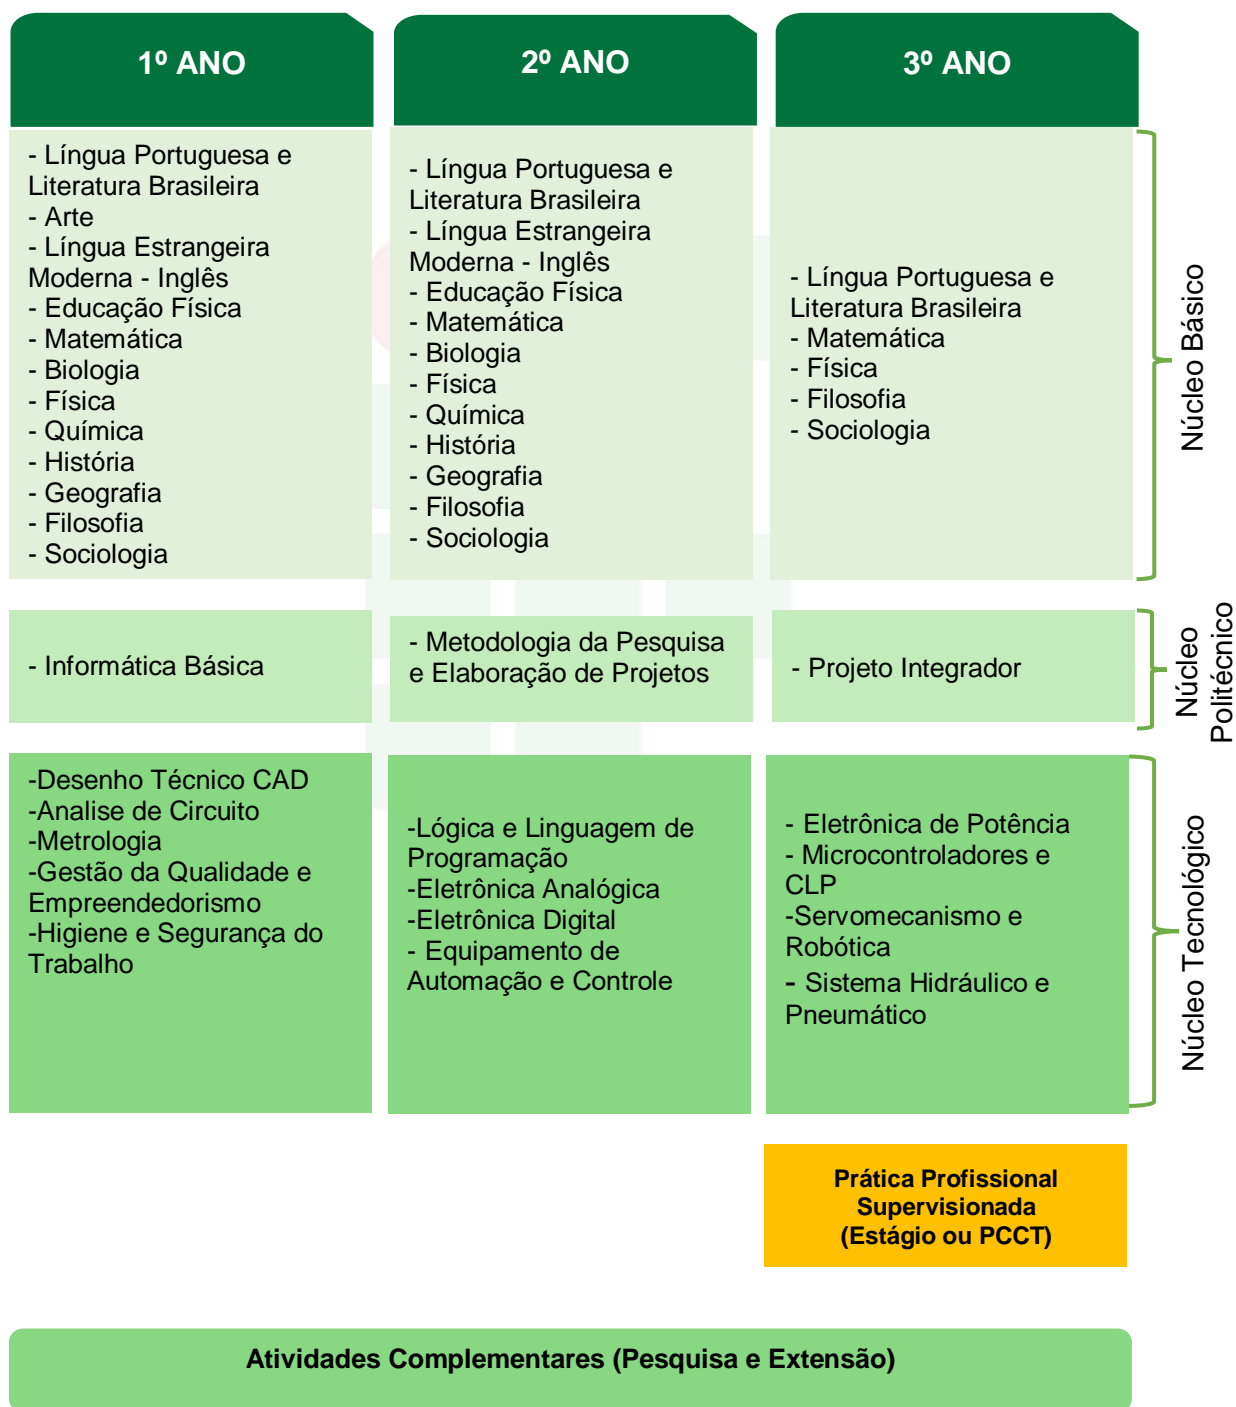 1º ANO
2º ANO
3º ANO
- Língua Portuguesa e
Literatura Brasileira
- Arte
- Língua Estrangeira
Moderna - Inglês
- Educação Física
- Matemática
- Biologia
- Física
- Química
- História
- Geografia
- Filosofia
- Sociologia
- Língua Portuguesa e
Literatura Brasileira
- Língua Estrangeira
Moderna - Inglês
- Educação Física
- Matemática
- Biologia
- Física
- Química
- História
- Geografia
- Filosofia
- Sociologia
- Língua Portuguesa e
Literatura Brasileira
- Matemática
- Física
- Filosofia
- Sociologia
Núcleo Básico
- Informática Básica
- Metodologia da Pesquisa
e Elaboração de Projetos
- Projeto Integrador
Núcleo
Politécnico
-Desenho Técnico CAD
-Analise de Circuito
-Metrologia
-Gestão da Qualidade e
Empreendedorismo
-Higiene e Segurança do
Trabalho
-Lógica e Linguagem de
Programação
-Eletrônica Analógica
-Eletrônica Digital
- Equipamento de
Automação e Controle
- Eletrônica de Potência
- Microcontroladores e
CLP
-Servomecanismo e
Robótica
- Sistema Hidráulico e
Pneumático
Núcleo Tecnológico
Prática Profissional
Supervisionada
(Estágio ou PCCT)
Atividades Complementares (Pesquisa e Extensão)